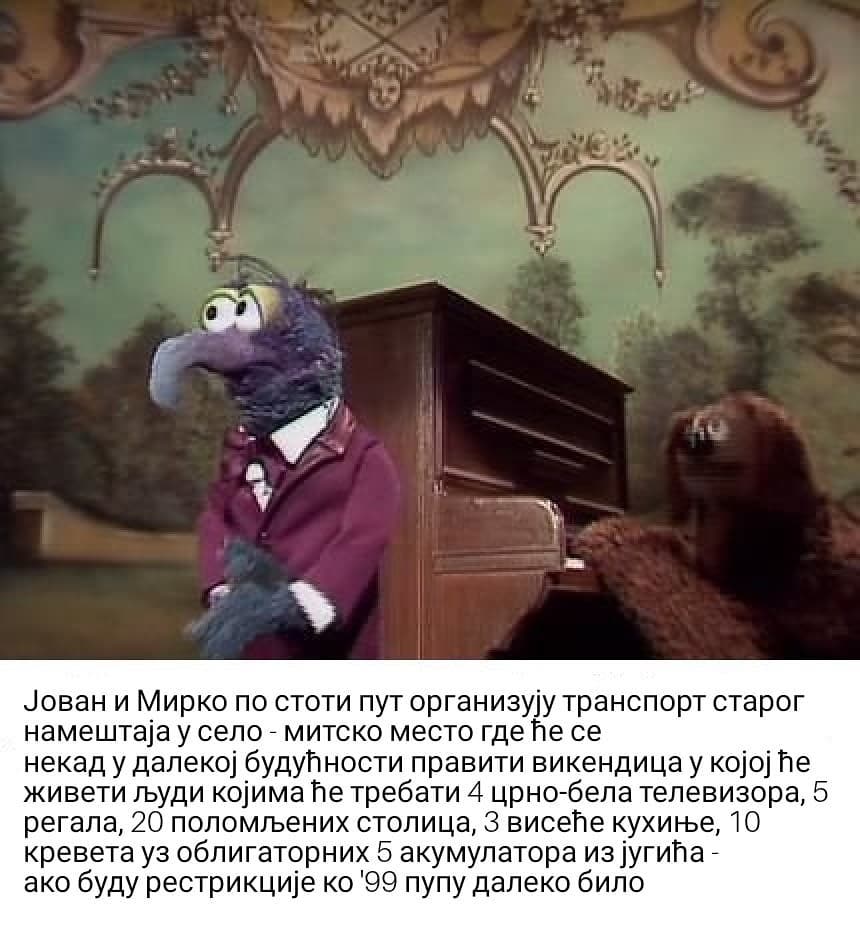 Јован и Мирко по стоти пут организују транспорт старог
намештаја у село - митско место где ће се
некад у далекој будућности правити викендица у којој ће
живети људи којима ће требати 4 црно-бела телевизора, 5
регала, 20 поломљених столица, 3 висеће кухиње, 10
кревета уз облигаторних 5 акумулатора из југића -
ако буду рестрикције ко '99 пупу далеко било